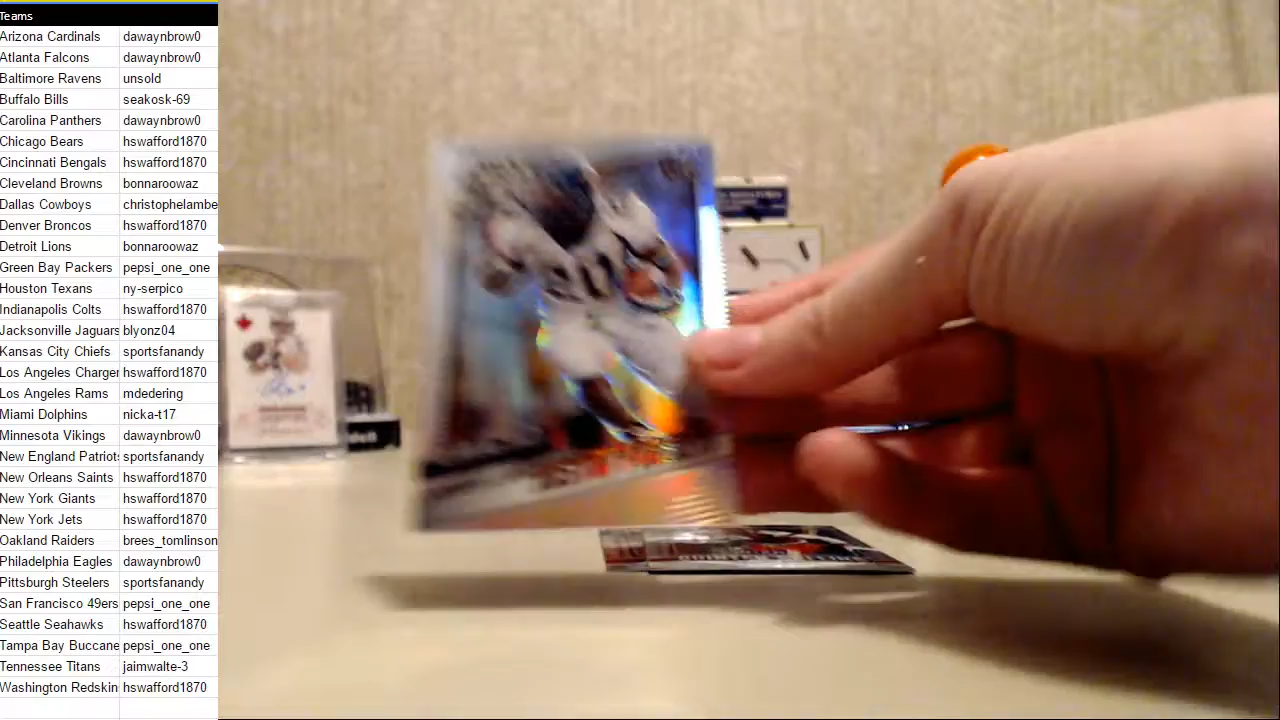 Teams
Arizona Cardinals dawaynbrow0
Atlanta Falcons dawaynbrow0
Baltimore Ravens unsold
Buffalo Bills seakosk-69
Carolina Panthers dawaynbrow0
Chicago Bears hswafford1870
Cincinnati Bengals hswafford1870
Cleveland Browns bonnaroowaz
Dallas Cowboys christophelambe
Denver Broncos hswafford1870
Detroit Lions bonnaroowaz
Green Bay Packers pepsi_one_one
Houston Texans ny-serpico
Indianapolis Colts hswafford1870
Jacksonville Jaguars blyonz04
Kansas City Chiefs sportsfanandy
Los Angeles Charger hswafford1870
Los Angeles Rams mdedering
Miami Dolphins nicka-t17
Minnesota Vikings dawaynbrow0
New England Patriots sportsfanandy
New Orleans Saints hswafford1870
New York Giants hswafford1870
New York Jets hswafford1870
Oakland Raiders brees_tomlinson
Philadelphia Eagles dawaynbrow0
Pittsburgh Steelers sportsfanandy
San Francisco 49ers pepsi_one_one
Seattle Seahawks hswafford1870
Tampa Bay Buccane pepsi_one_one
Tennessee Titans jaimwalte-3
Washington Redskin hswafford1870